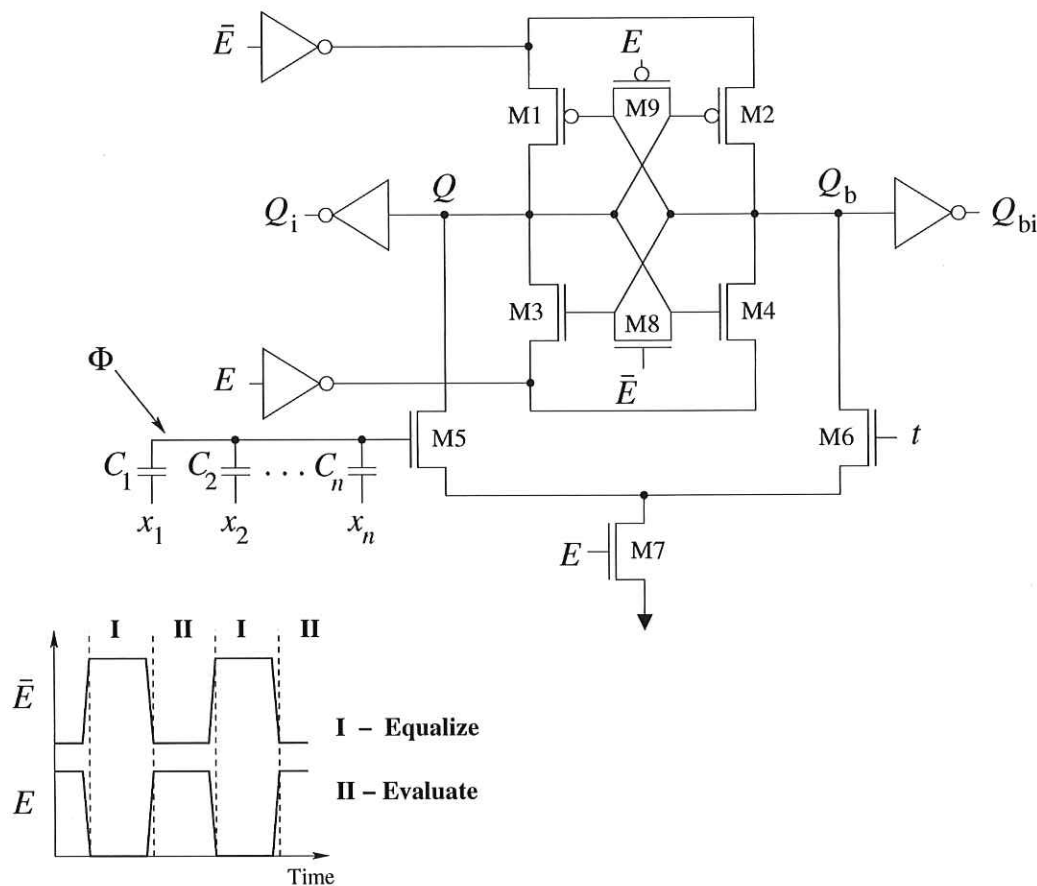 Ē
E
M1
M9
M2
Q
Q_b
Q_i
Q_bi
M3
M8
M4
Φ
E
Ē
M5
M6
t
C_1
C_2
. . .
C_n
x_1
x_2
x_n
E
M7
I
II
I
II
Ē
I – Equalize
E
II – Evaluate
Time